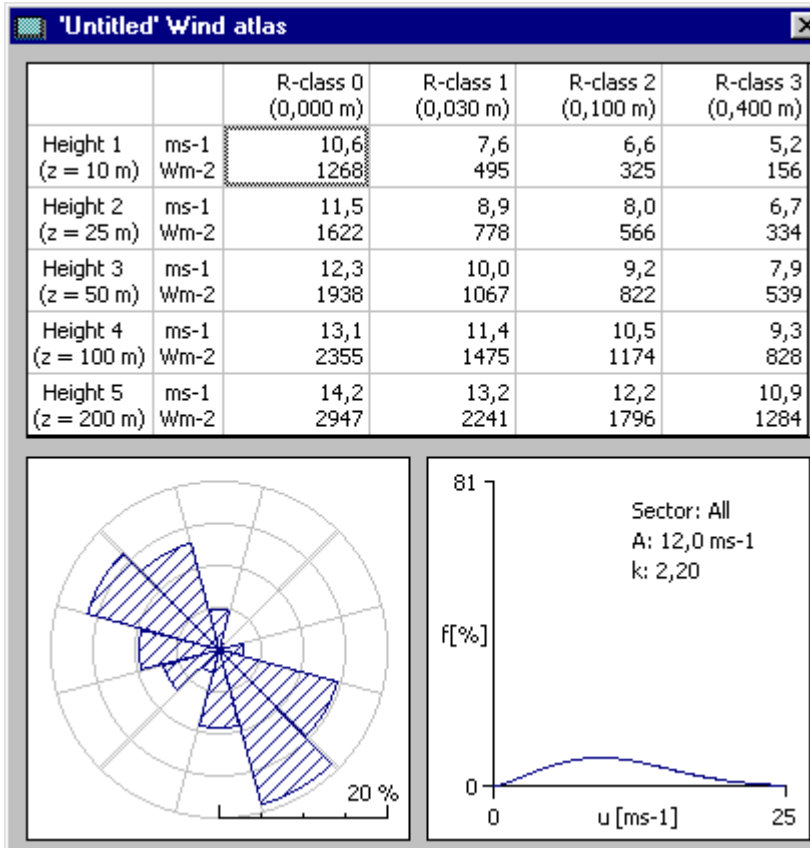 'Untitled' Wind atlas
R-class 0 R-class 1 R-class 2 R-class 3
(0,000 m) (0,030 m) (0,100 m) (0,400 m)
Height 1 ms-1 10,6 7,6 6,6 5,2
(z = 10 m) Wm-2 1268 495 325 156
Height 2 ms-1 11,5 8,9 8,0 6,7
(z = 25 m) Wm-2 1622 778 566 334
Height 3 ms-1 12,3 10,0 9,2 7,9
(z = 50 m) Wm-2 1938 1067 822 539
Height 4 ms-1 13,1 11,4 10,5 9,3
(z = 100 m) Wm-2 2355 1475 1174 828
Height 5 ms-1 14,2 13,2 12,2 10,9
(z = 200 m) Wm-2 2947 2241 1796 1284
20 %
81
Sector: All
A: 12,0 ms-1
k: 2,20
f[%]
0
0 u [ms-1] 25